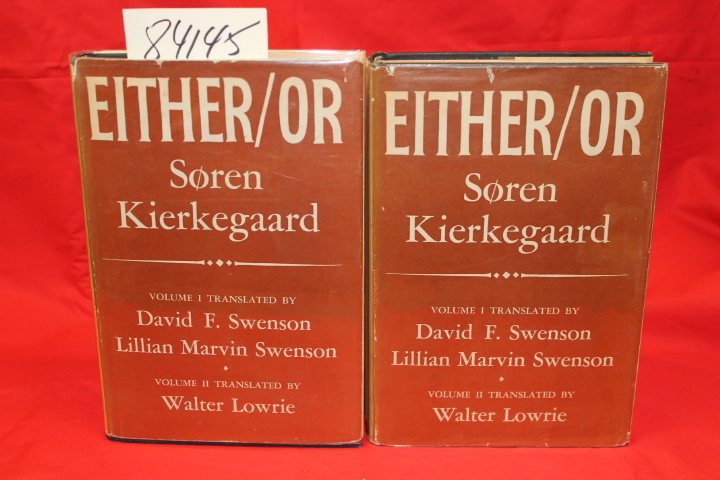 84145
EITHER/OR
Søren
Kierkegaard
VOLUME I TRANSLATED BY
David F. Swenson
Lillian Marvin Swenson
VOLUME II TRANSLATED BY
Walter Lowrie
EITHER/OR
Søren
Kierkegaard
VOLUME I TRANSLATED BY
David F. Swenson
Lillian Marvin Swenson
VOLUME II TRANSLATED BY
Walter Lowrie